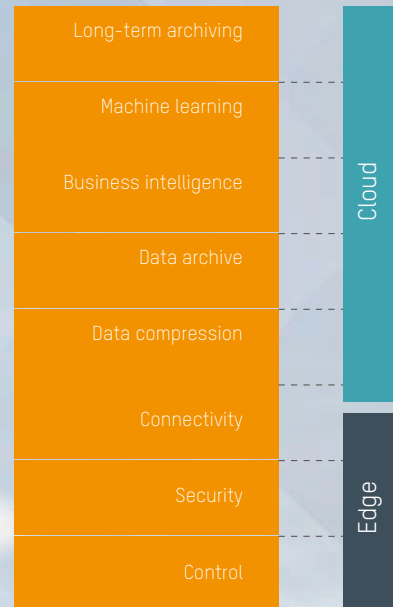 Long-term archiving
Machine learning
Business intelligence
Data archive
Data compression
Connectivity
Security
Control
Cloud
Edge